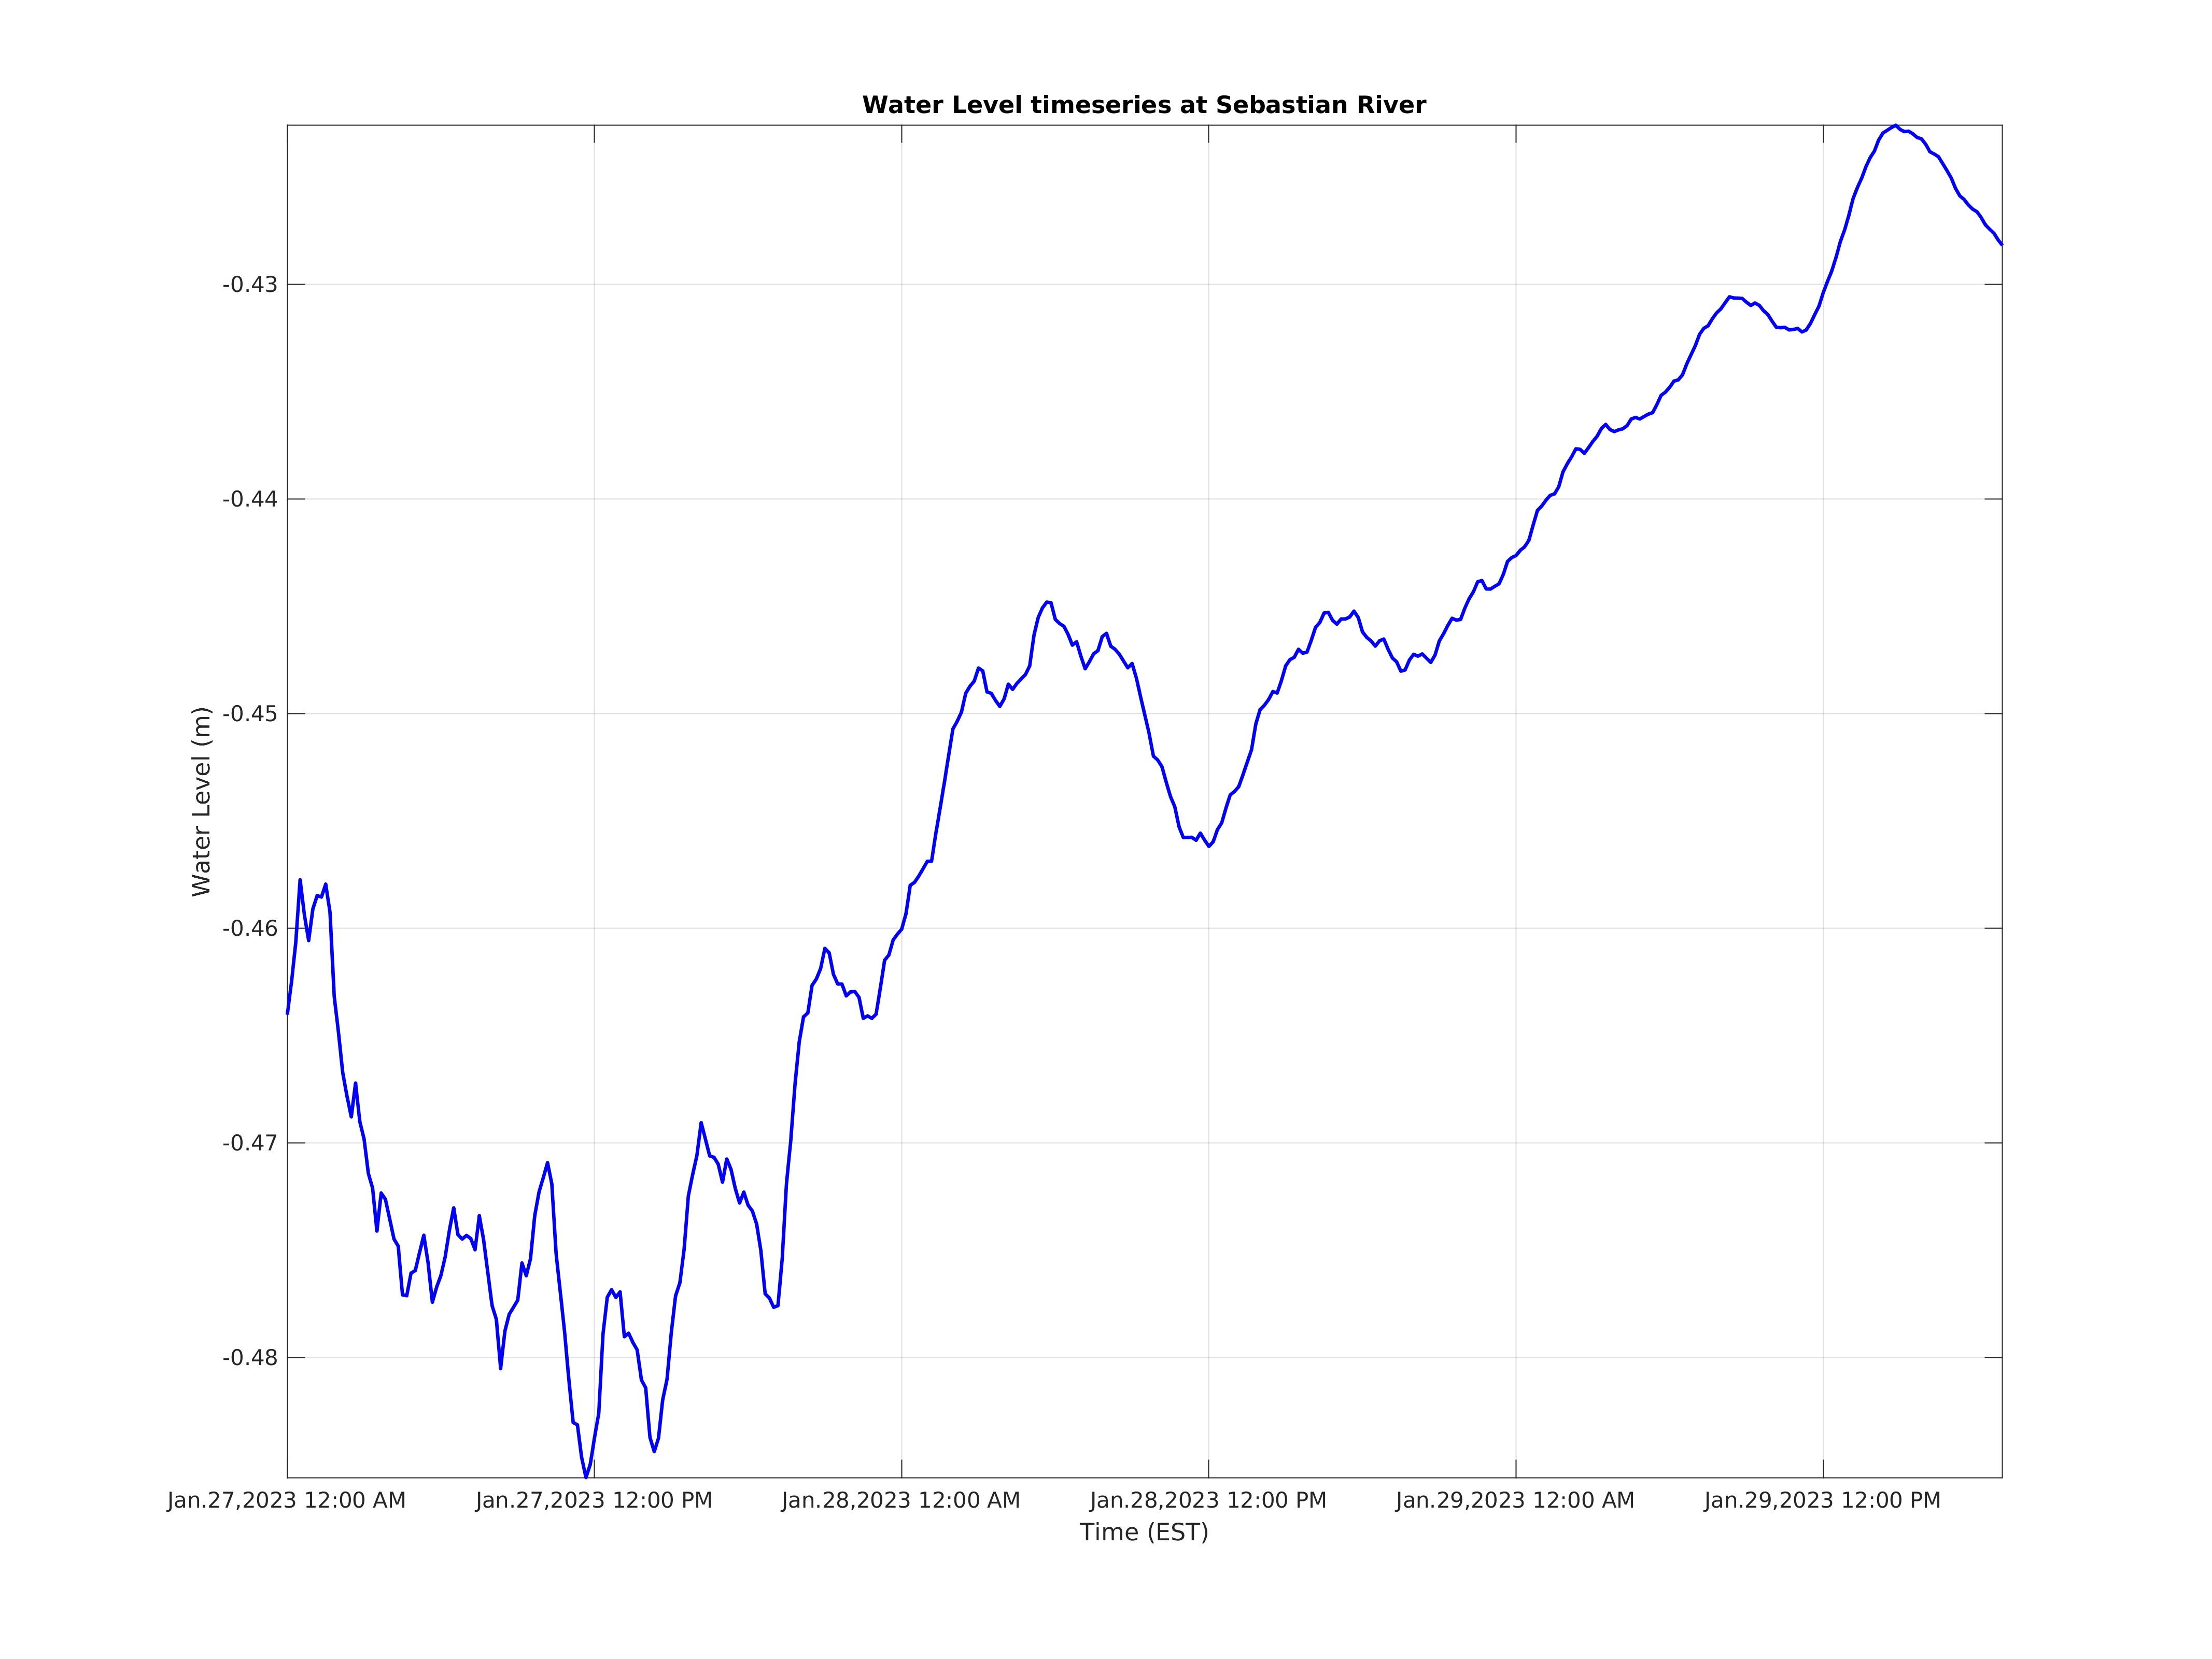 Water Level timeseries at Sebastian River
-0.43
-0.44
-0.45
-0.46
-0.47
-0.48
Water Level (m)
Jan.27,2023 12:00 AM
Jan.27,2023 12:00 PM
Jan.28,2023 12:00 AM
Jan.28,2023 12:00 PM
Jan.29,2023 12:00 AM
Jan.29,2023 12:00 PM
Time (EST)